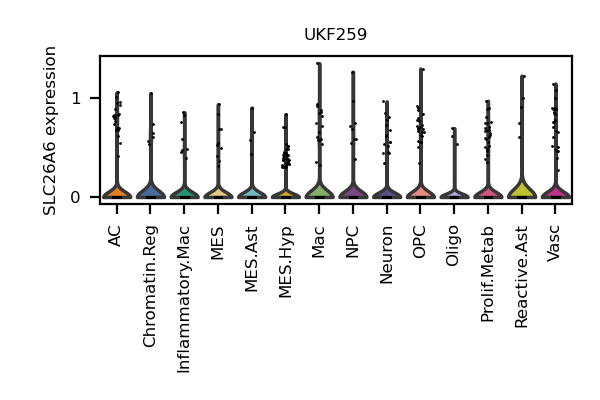 UKF259
SLC26A6 expression
1
0
AC
Chromatin.Reg
Inflammatory.Mac
MES
MES.Ast
MES.Hyp
Mac
NPC
Neuron
OPC
Oligo
Prolif.Metab
Reactive.Ast
Vasc